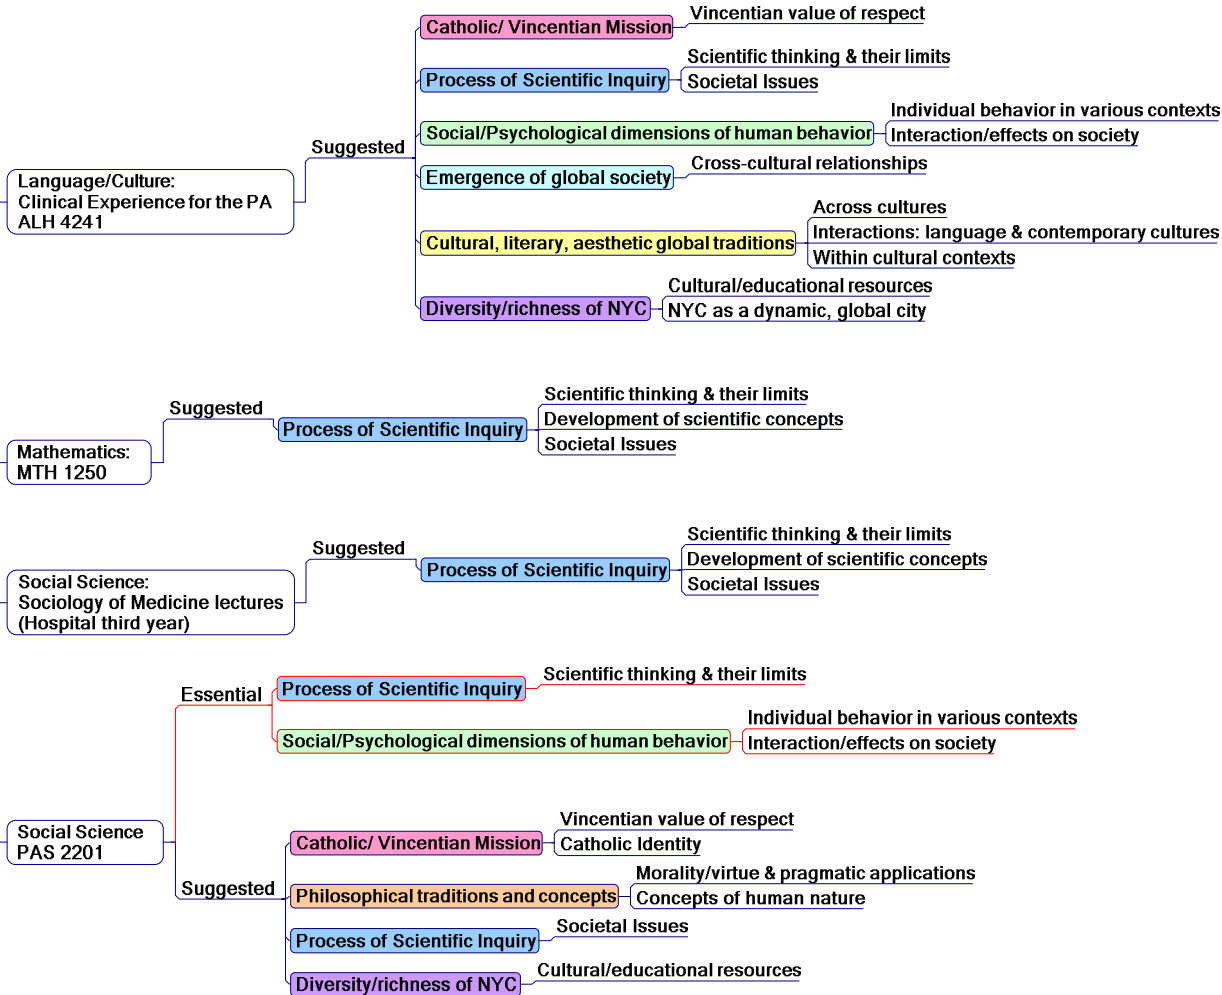 Language/Culture:
Clinical Experience for the PA
ALH 4241
Suggested
Catholic/ Vincentian Mission
Vincentian value of respect
Process of Scientific Inquiry
Scientific thinking & their limits
Societal Issues
Social/Psychological dimensions of human behavior
Individual behavior in various contexts
Interaction/effects on society
Emergence of global society
Cross-cultural relationships
Cultural, literary, aesthetic global traditions
Across cultures
Interactions: language & contemporary cultures
Within cultural contexts
Diversity/richness of NYC
Cultural/educational resources
NYC as a dynamic, global city
Mathematics:
MTH 1250
Suggested
Process of Scientific Inquiry
Scientific thinking & their limits
Development of scientific concepts
Societal Issues
Social Science:
Sociology of Medicine lectures
(Hospital third year)
Suggested
Process of Scientific Inquiry
Scientific thinking & their limits
Development of scientific concepts
Societal Issues
Social Science
PAS 2201
Essential
Process of Scientific Inquiry
Scientific thinking & their limits
Social/Psychological dimensions of human behavior
Individual behavior in various contexts
Interaction/effects on society
Suggested
Catholic/ Vincentian Mission
Vincentian value of respect
Catholic Identity
Philosophical traditions and concepts
Morality/virtue & pragmatic applications
Concepts of human nature
Process of Scientific Inquiry
Societal Issues
Diversity/richness of NYC
Cultural/educational resources